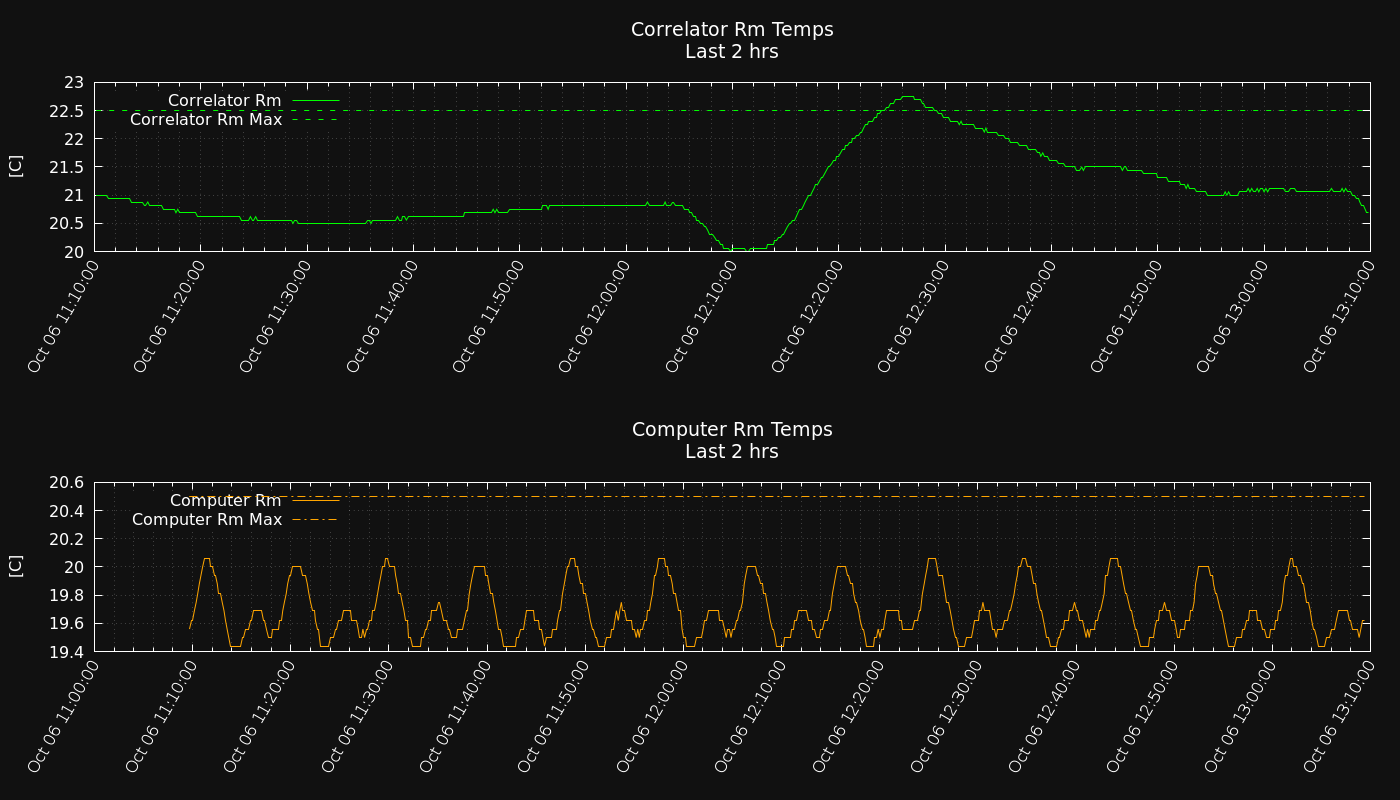 Correlator Rm Temps
Last 2 hrs
23
22.5
22
21.5
21
20.5
20
[C]
Correlator Rm
Correlator Rm Max
Oct 06 11:10:00
Oct 06 11:20:00
Oct 06 11:30:00
Oct 06 11:40:00
Oct 06 11:50:00
Oct 06 12:00:00
Oct 06 12:10:00
Oct 06 12:20:00
Oct 06 12:30:00
Oct 06 12:40:00
Oct 06 12:50:00
Oct 06 13:00:00
Oct 06 13:10:00
Computer Rm Temps
Last 2 hrs
20.6
20.4
20.2
20
19.8
19.6
19.4
[C]
Computer Rm
Computer Rm Max
Oct 06 11:00:00
Oct 06 11:10:00
Oct 06 11:20:00
Oct 06 11:30:00
Oct 06 11:40:00
Oct 06 11:50:00
Oct 06 12:00:00
Oct 06 12:10:00
Oct 06 12:20:00
Oct 06 12:30:00
Oct 06 12:40:00
Oct 06 12:50:00
Oct 06 13:00:00
Oct 06 13:10:00